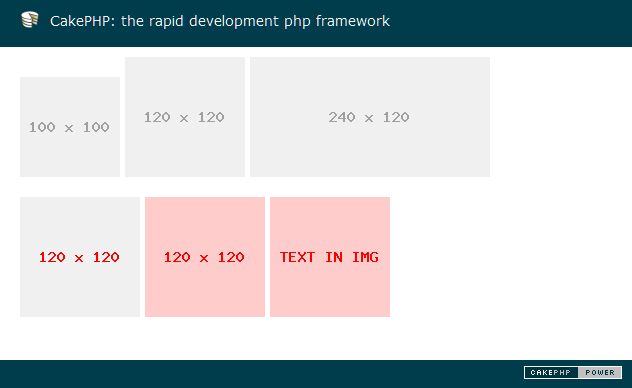 CakePHP: the rapid development php framework
100 x 100
120 x 120
240 x 120
120 x 120
120 x 120
TEXT IN IMG
CAKEPHP POWER